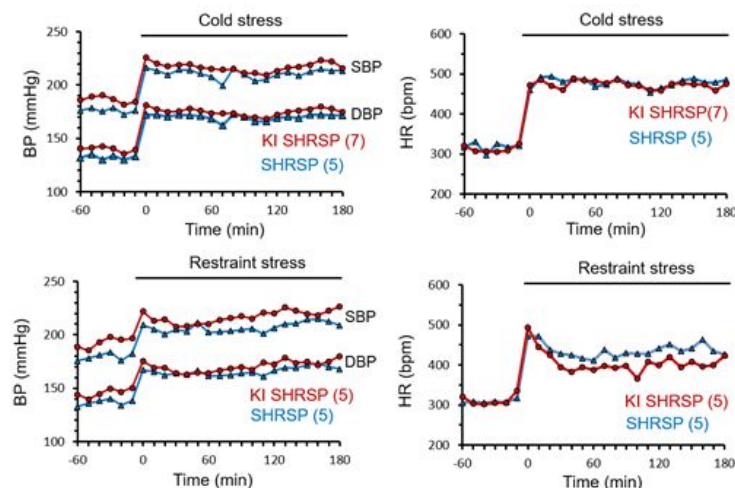 Cold stress
250
200
150
100
BP (mmHg)
SBP
DBP
KI SHRSP (7)
SHRSP (5)
-60 0 60 120 180
Time (min)
Cold stress
600
500
400
300
200
HR (bpm)
KI SHRSP(7)
SHRSP (5)
-60 0 60 120 180
Time (min)
Restraint stress
250
200
150
100
BP (mmHg)
SBP
DBP
KI SHRSP (5)
SHRSP (5)
-60 0 60 120 180
Time (min)
Restraint stress
600
500
400
300
200
HR (bpm)
KI SHRSP (5)
SHRSP (5)
-60 0 60 120 180
Time (min)